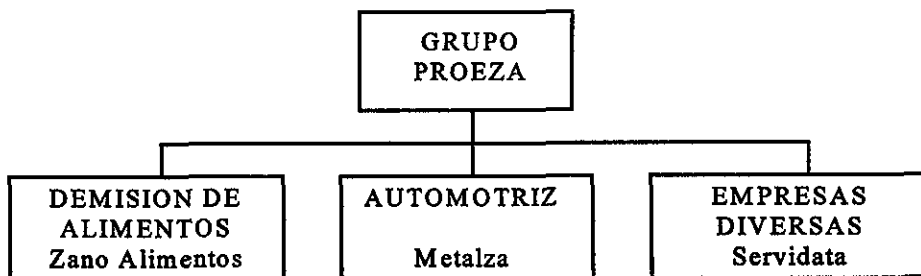 GRUPO
PROEZA
DEMISION DE
ALIMENTOS
Zano Alimentos
AUTOMOTRIZ
Metalza
EMPRESAS
DIVERSAS
Servidata